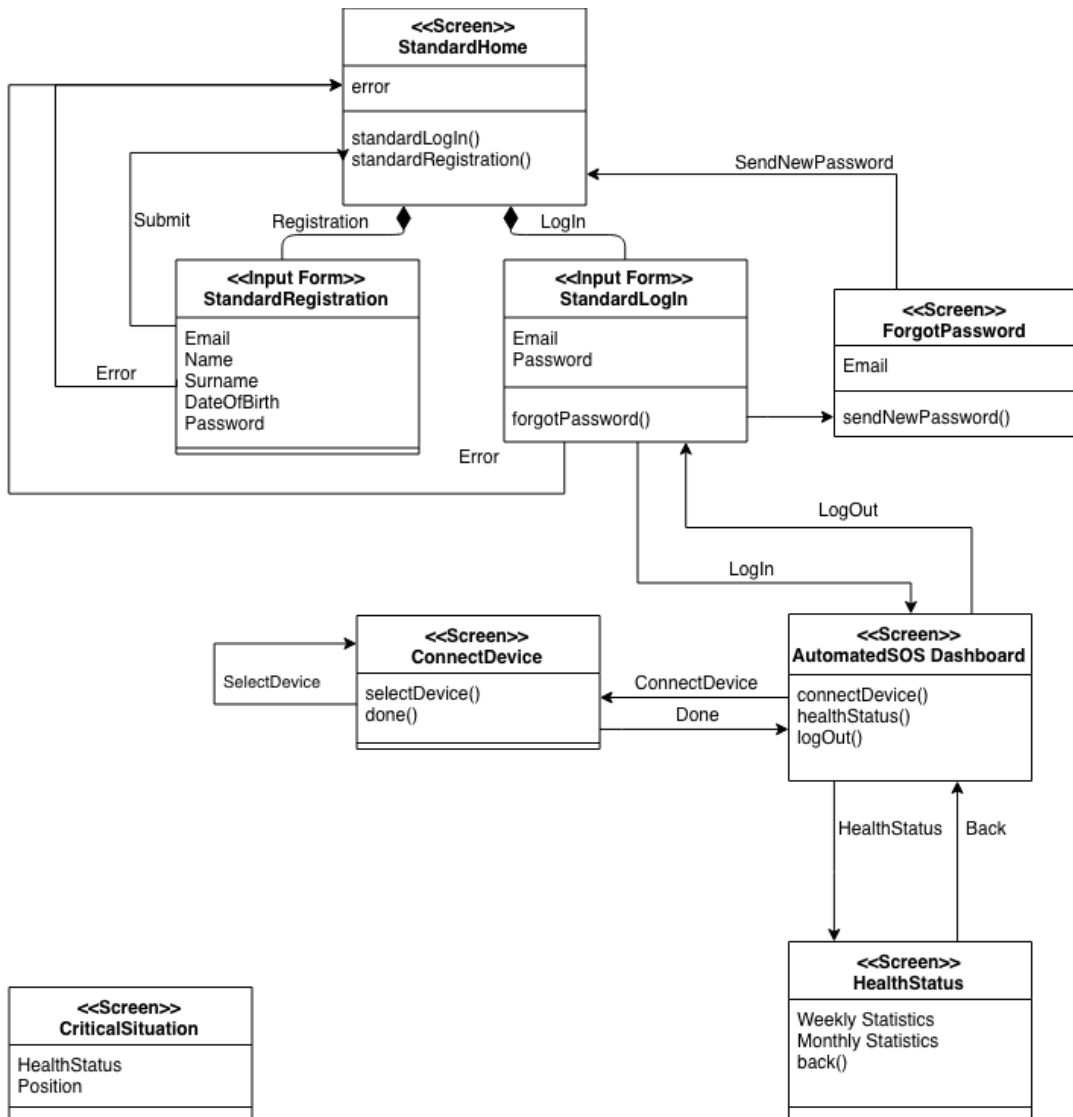 <<Screen>>
StandardHome
error
standardLogIn()
standardRegistration()
SendNewPassword
Submit
Registration
LogIn
<<Input Form>>
StandardRegistration
Email
Name
Surname
DateOfBirth
Password
Error
<<Input Form>>
StandardLogIn
Email
Password
forgotPassword()
Error
<<Screen>>
ForgotPassword
Email
sendNewPassword()
LogOut
LogIn
<<Screen>>
ConnectDevice
selectDevice()
done()
SelectDevice
ConnectDevice
Done
<<Screen>>
AutomatedSOS Dashboard
connectDevice()
healthStatus()
logOut()
HealthStatus
Back
<<Screen>>
HealthStatus
Weekly Statistics
Monthly Statistics
back()
<<Screen>>
CriticalSituation
HealthStatus
Position